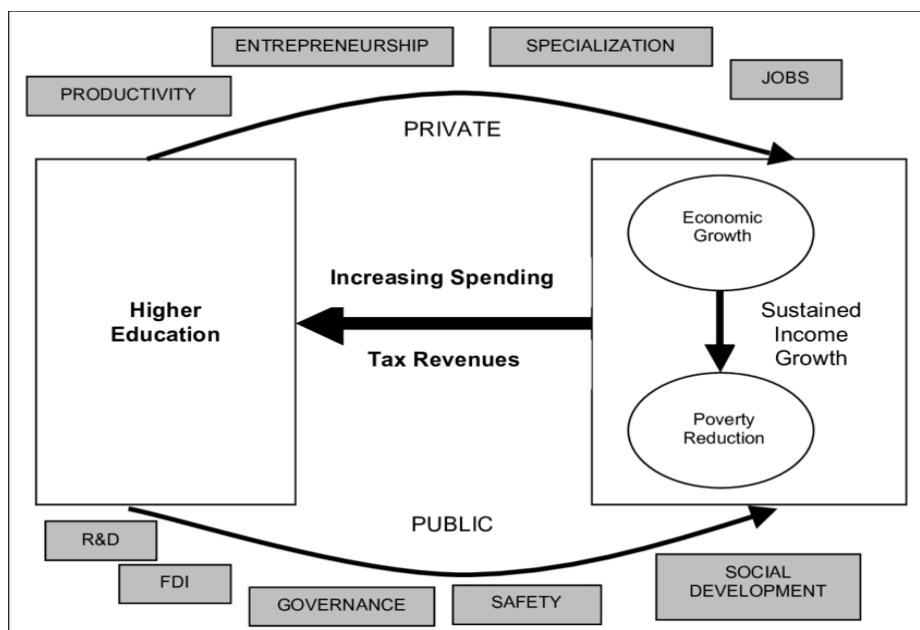 ENTREPRENEURSHIP
SPECIALIZATION
PRODUCTIVITY
JOBS
PRIVATE
Economic
Growth
Increasing Spending
Higher
Education
Sustained
Income
Growth
Tax Revenues
Poverty
Reduction
PUBLIC
R&D
FDI
GOVERNANCE
SAFETY
SOCIAL
DEVELOPMENT